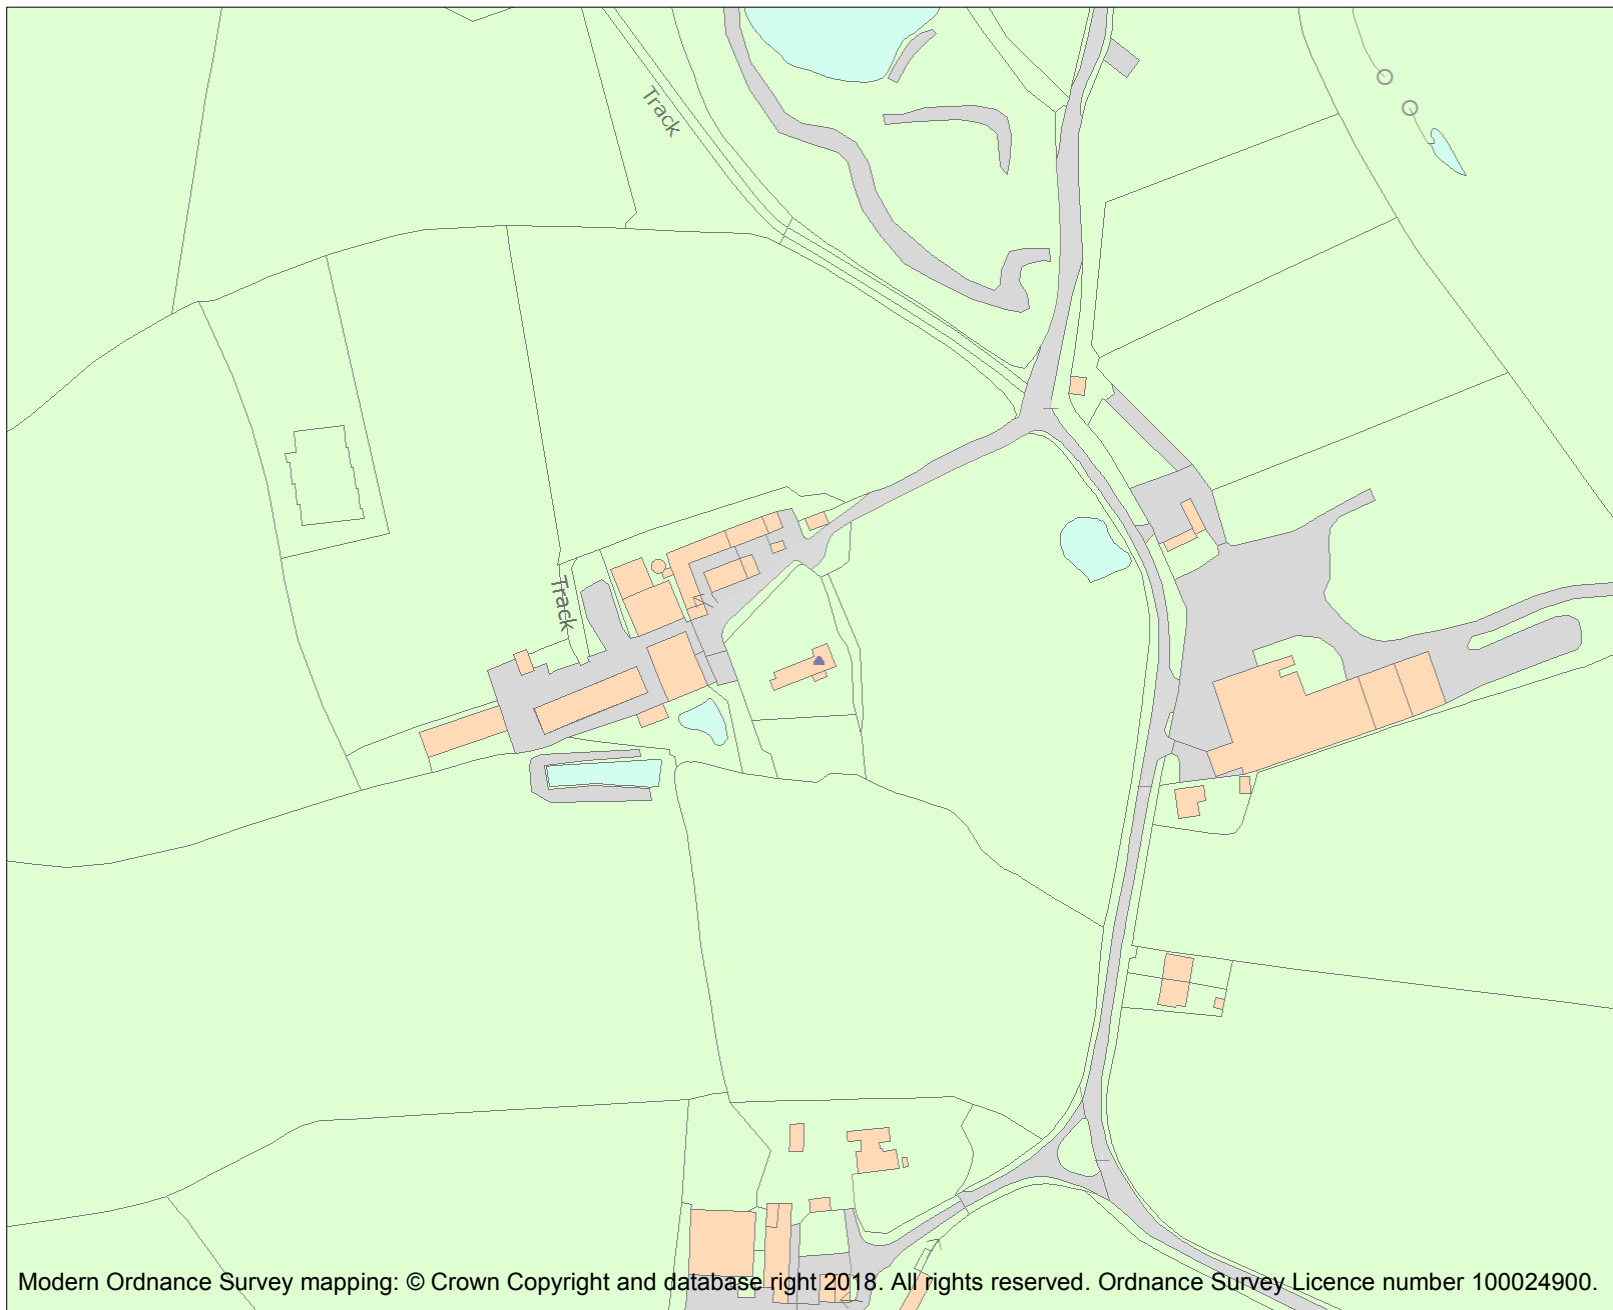 Track
Track
Modern Ordnance Survey mapping: © Crown Copyright and database right 2018. All rights reserved. Ordnance Survey Licence number 100024900.